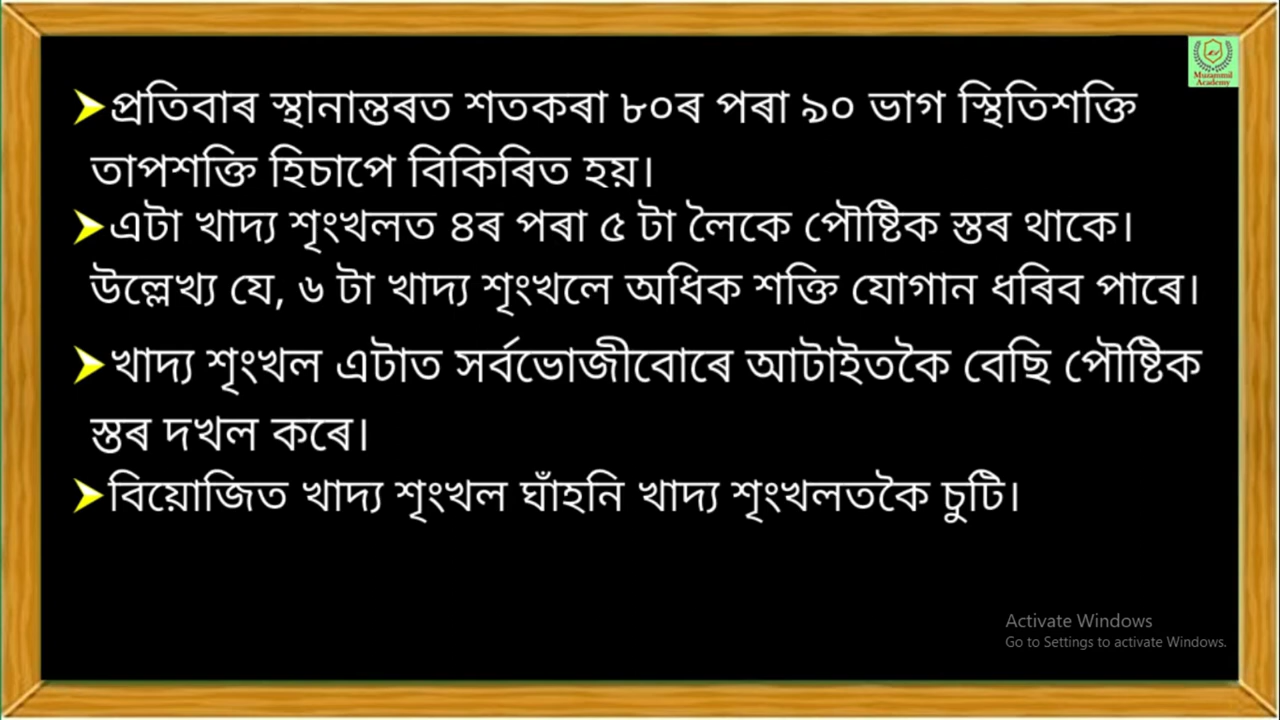 Muzammil
Academy
➤প্ৰতিবাৰ স্থানান্তৰত শতকৰা ৮০ৰ পৰা ৯০ ভাগ স্থিতিশক্তি
তাপশক্তি হিচাপে বিকিৰিত হয়।
➤এটা খাদ্য শৃংখলত ৪ৰ পৰা ৫ টা লৈকে পৌষ্টিক স্তৰ থাকে।
উল্লেখ্য যে, ৬ টা খাদ্য শৃংখলে অধিক শক্তি যোগান ধৰিব পাৰে।
➤খাদ্য শৃংখল এটাত সৰ্বভোজীবোৰে আটাইতকৈ বেছি পৌষ্টিক
স্তৰ দখল কৰে।
➤বিয়োজিত খাদ্য শৃংখল ঘাঁহনি খাদ্য শৃংখলতকৈ চুটি।
Activate Windows
Go to Settings to activate Windows.